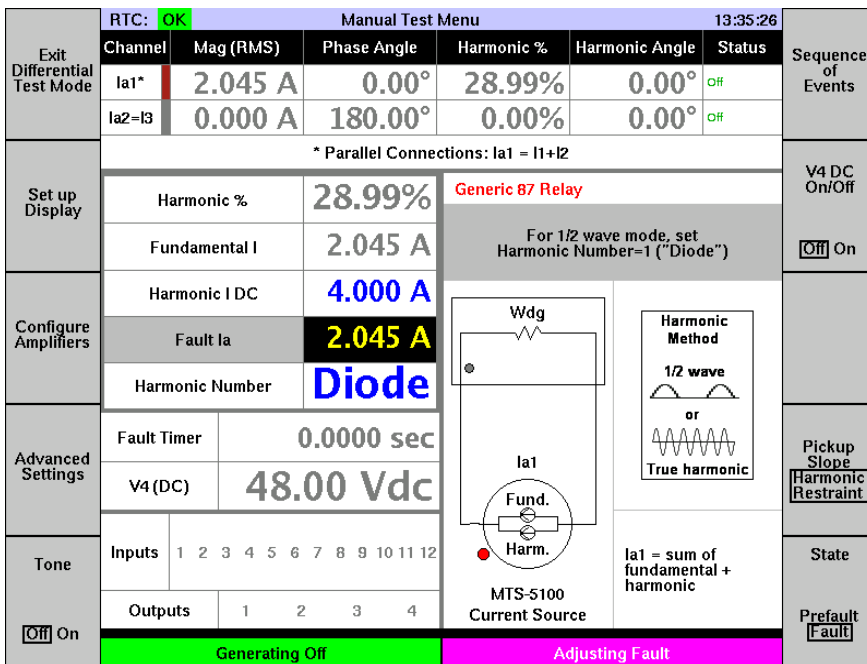 RTC: OK Manual Test Menu 13:35:26
Exit
Differential
Test Mode
Set up
Display
Configure
Amplifiers
Advanced
Settings
Tone
Off On
Channel Mag (RMS) Phase Angle Harmonic % Harmonic Angle Status
Ia1* 2.045 A 0.00° 28.99% 0.00° Off
Ia2=I3 0.000 A 180.00° 0.00% 0.00° Off
* Parallel Connections: Ia1 = I1+I2
Harmonic % 28.99%
Fundamental I 2.045 A
Harmonic I DC 4.000 A
Fault Ia 2.045 A
Harmonic Number Diode
Fault Timer 0.0000 sec
V4 (DC) 48.00 Vdc
Inputs 1 2 3 4 5 6 7 8 9 10 11 12
Outputs 1 2 3 4
Generic 87 Relay
For 1/2 wave mode, set
Harmonic Number=1 ("Diode")
Wdg
Ia1
Fund.
Harm.
MTS-5100
Current Source
Harmonic
Method
1/2 wave
or
True harmonic
Ia1 = sum of
fundamental +
harmonic
Generating Off
Adjusting Fault
Sequence
of
Events
V4 DC
On/Off
Off On
Pickup
Slope
Harmonic
Restraint
State
Prefault
Fault